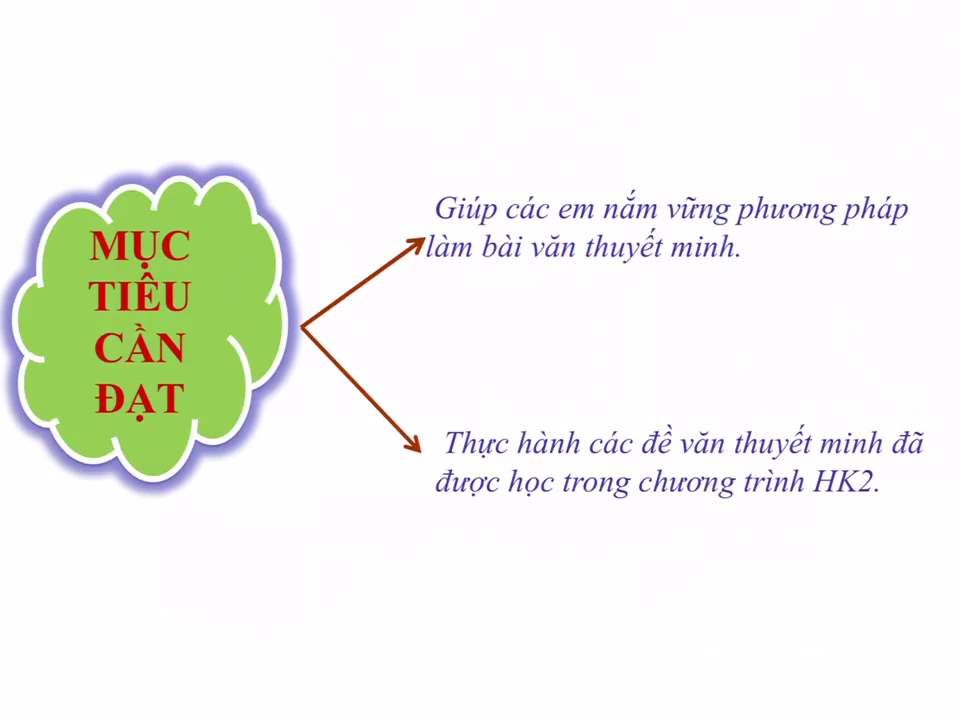 MỤC
TIÊU
CẦN
ĐẠT
Giúp các em nắm vững phương pháp
làm bài văn thuyết minh.
Thực hành các đề văn thuyết minh đã
được học trong chương trình HK2.